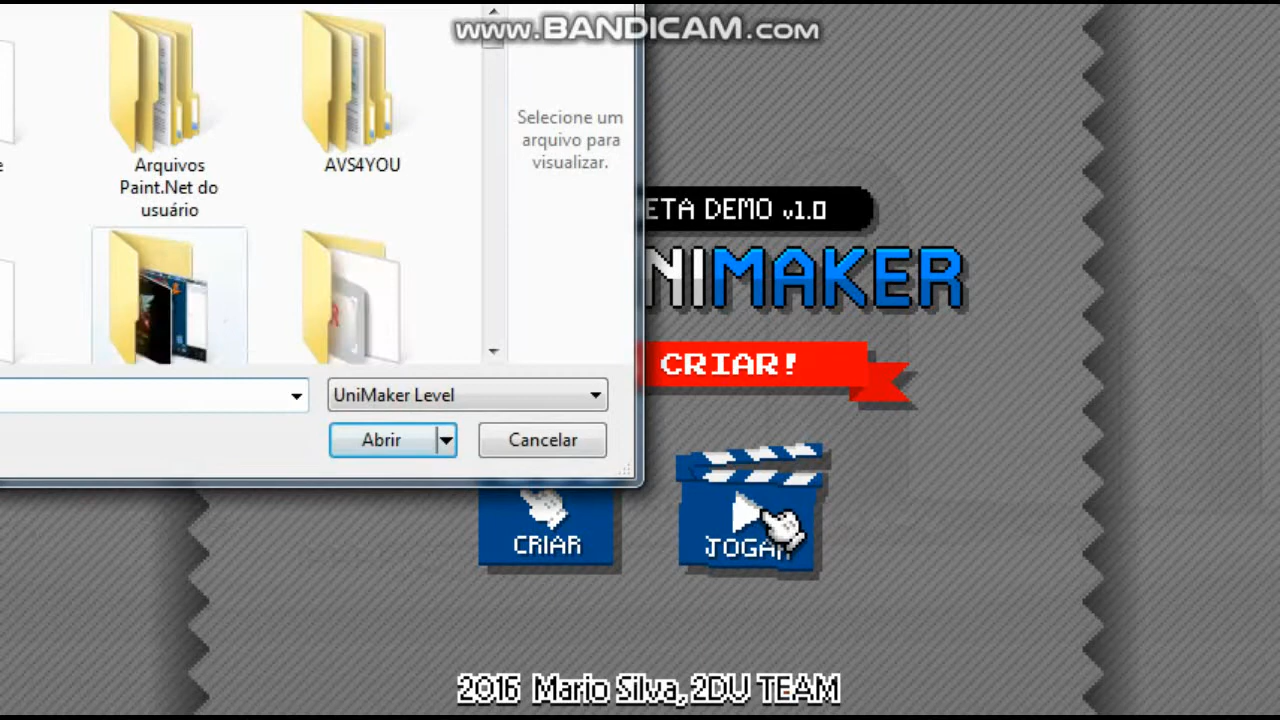 www.BANDICAM.com
Selecione um
arquivo para
visualizar.
Arquivos
Paint.Net do
usuário
AVS4YOU
ETA DEMO v1.0
NIMAKER
CRIAR!
UniMaker Level
Abrir
Cancelar
CRIAR
JOGAR
2016 Mario Silva, 2DU TEAM